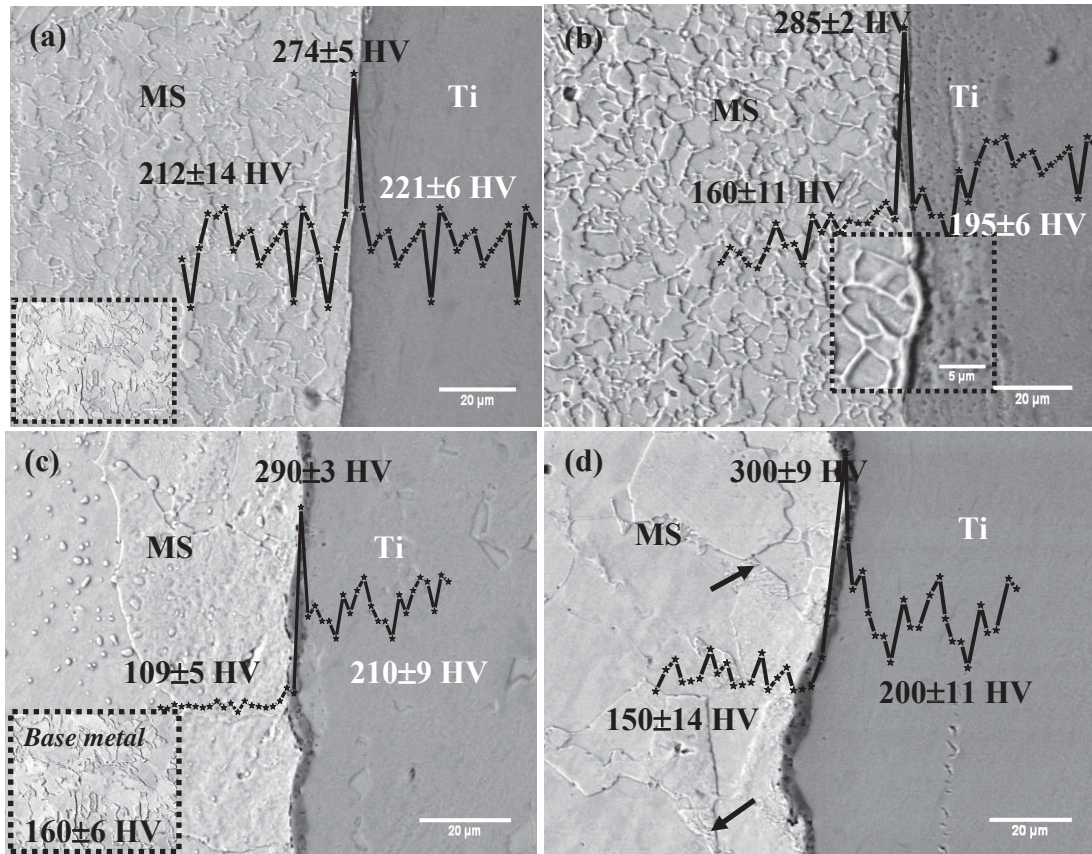 (a)
274±5 HV
MS
Ti
212±14 HV
221±6 HV
20 µm
(b)
285±2 HV
MS
Ti
160±11 HV
195±6 HV
5 µm
20 µm
(c)
290±3 HV
MS
Ti
109±5 HV
210±9 HV
Base metal
160±6 HV
20 µm
(d)
300±9 HV
MS
Ti
150±14 HV
200±11 HV
20 µm